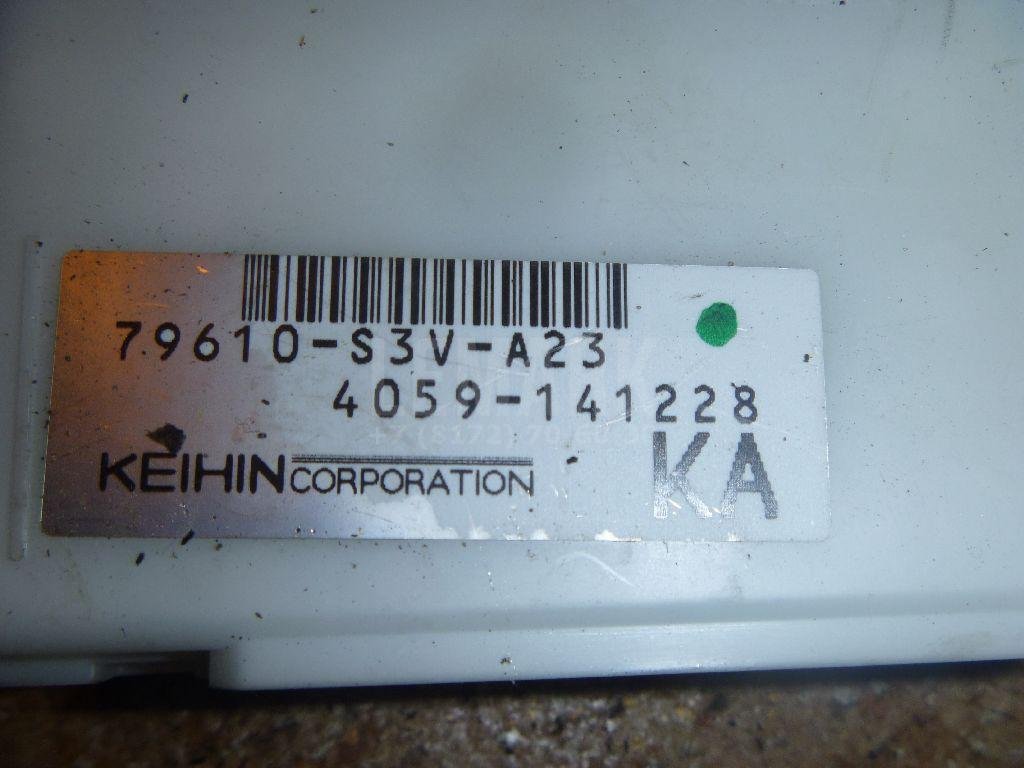 79610-S3V-A23
4059-141228
KEIHIN CORPORATION
KA